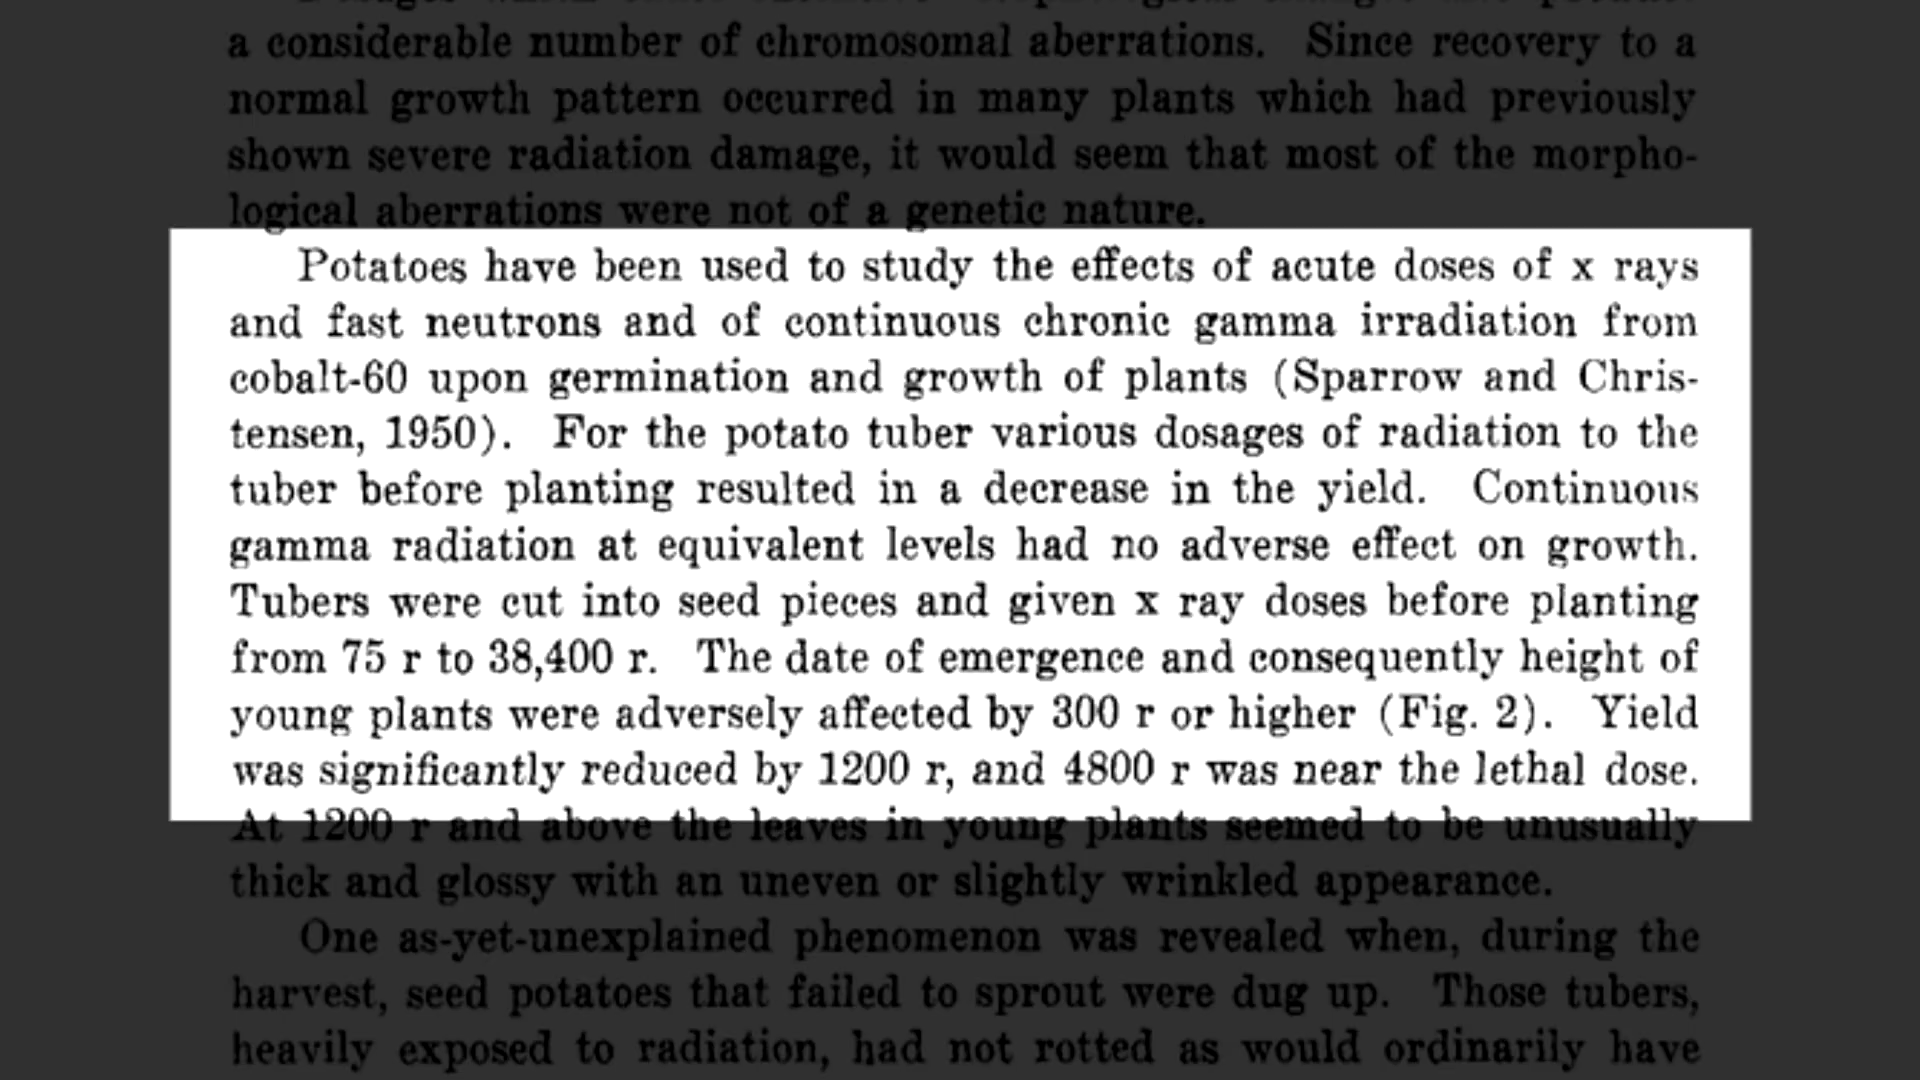 a considerable number of chromosomal aberrations. Since recovery to a
normal growth pattern occurred in many plants which had previously
shown severe radiation damage, it would seem that most of the morpho-
logical aberrations were not of a genetic nature.
Potatoes have been used to study the effects of acute doses of x rays
and fast neutrons and of continuous chronic gamma irradiation from
cobalt-60 upon germination and growth of plants (Sparrow and Chris-
tensen, 1950). For the potato tuber various dosages of radiation to the
tuber before planting resulted in a decrease in the yield. Continuous
gamma radiation at equivalent levels had no adverse effect on growth.
Tubers were cut into seed pieces and given x ray doses before planting
from 75 r to 38,400 r. The date of emergence and consequently height of
young plants were adversely affected by 300 r or higher (Fig. 2). Yield
was significantly reduced by 1200 r, and 4800 r was near the lethal dose.
At 1200 r and above the leaves in young plants seemed to be unusually
thick and glossy with an uneven or slightly wrinkled appearance.
One as-yet-unexplained phenomenon was revealed when, during the
harvest, seed potatoes that failed to sprout were dug up. Those tubers,
heavily exposed to radiation, had not rotted as would ordinarily have